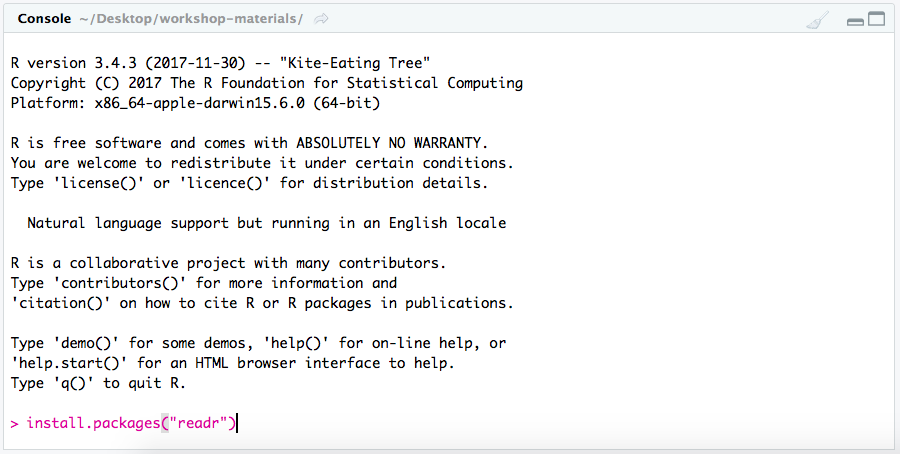 Console ~/Desktop/workshop-materials/
R version 3.4.3 (2017-11-30) -- "Kite-Eating Tree"
Copyright (C) 2017 The R Foundation for Statistical Computing
Platform: x86_64-apple-darwin15.6.0 (64-bit)
R is free software and comes with ABSOLUTELY NO WARRANTY.
You are welcome to redistribute it under certain conditions.
Type 'license()' or 'licence()' for distribution details.
Natural language support but running in an English locale
R is a collaborative project with many contributors.
Type 'contributors()' for more information and
'citation()' on how to cite R or R packages in publications.
Type 'demo()' for some demos, 'help()' for on-line help, or
'help.start()' for an HTML browser interface to help.
Type 'q()' to quit R.
> install.packages("readr")